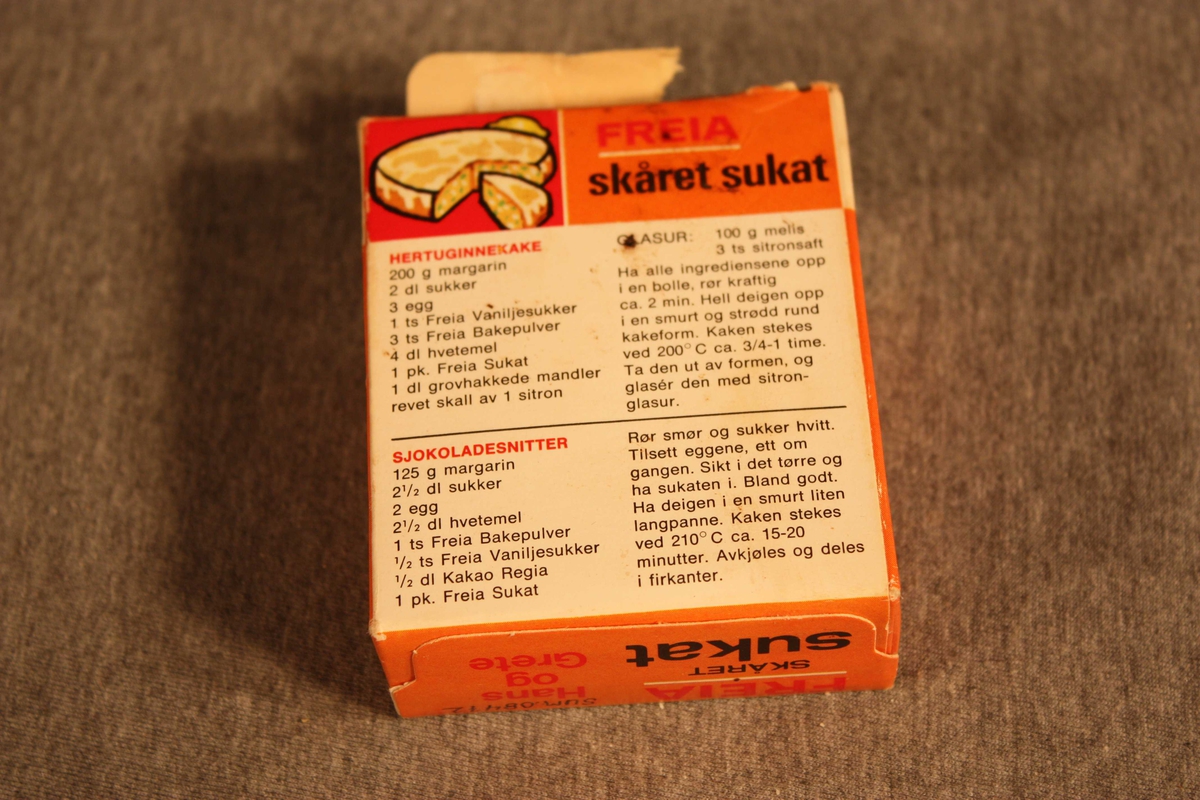 FREIA
skåret sukat
HERTUGINNEKAKE
200 g margarin
2 dl sukker
3 egg
1 ts Freia Vaniljesukker
3 ts Freia Bakepulver
4 dl hvetemel
1 pk. Freia Sukat
1 dl grovhakkede mandler
revet skall av 1 sitron
GLASUR: 100 g melis
3 ts sitronsaft
Ha alle ingrediensene opp
i en bolle, rør kraftig
ca. 2 min. Hell deigen opp
i en smurt og strødd rund
kakeform. Kaken stekes
ved 200° C ca. 3/4-1 time.
Ta den ut av formen, og
glasér den med sitron-
glasur.
SJOKOLADESNITTER
125 g margarin
2½ dl sukker
2 egg
2½ dl hvetemel
1 ts Freia Bakepulver
½ ts Freia Vaniljesukker
½ dl Kakao Regia
1 pk. Freia Sukat
Rør smør og sukker hvitt.
Tilsett eggene, ett om
gangen. Sikt i det tørre og
ha sukaten i. Bland godt.
Ha deigen i en smurt liten
langpanne. Kaken stekes
ved 210° C ca. 15-20
minutter. Avkjøles og deles
i firkanter.
FREIA
SKÅRET
sukat
Hans
og
Grete